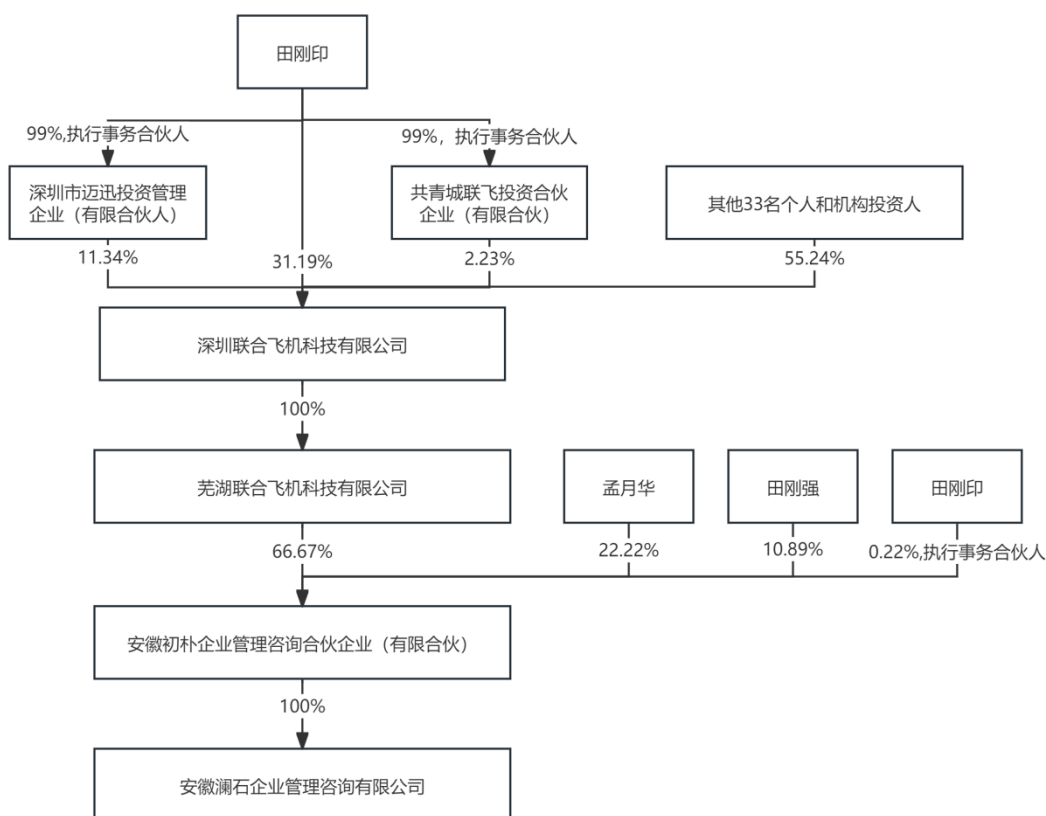 田刚印
99%,执行事务合伙人
99%，执行事务合伙人
深圳市迈迅投资管理
企业（有限合伙人）
共青城联飞投资合伙
企业（有限合伙）
其他33名个人和机构投资人
11.34%
31.19%
2.23%
55.24%
深圳联合飞机科技有限公司
100%
芜湖联合飞机科技有限公司
孟月华
田刚强
田刚印
66.67%
22.22%
10.89%
0.22%,执行事务合伙人
安徽初朴企业管理咨询合伙企业（有限合伙）
100%
安徽澜石企业管理咨询有限公司